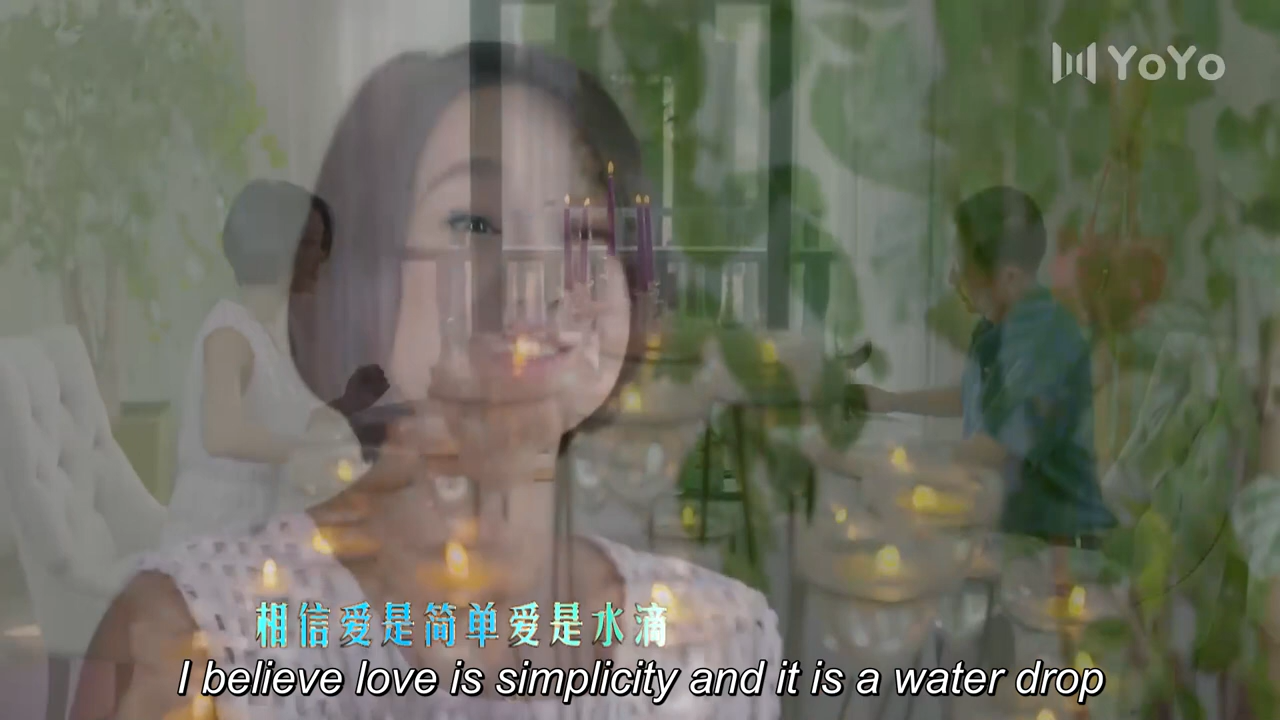 YoYo
相信爱是简单爱是水滴
I believe love is simplicity and it is a water drop